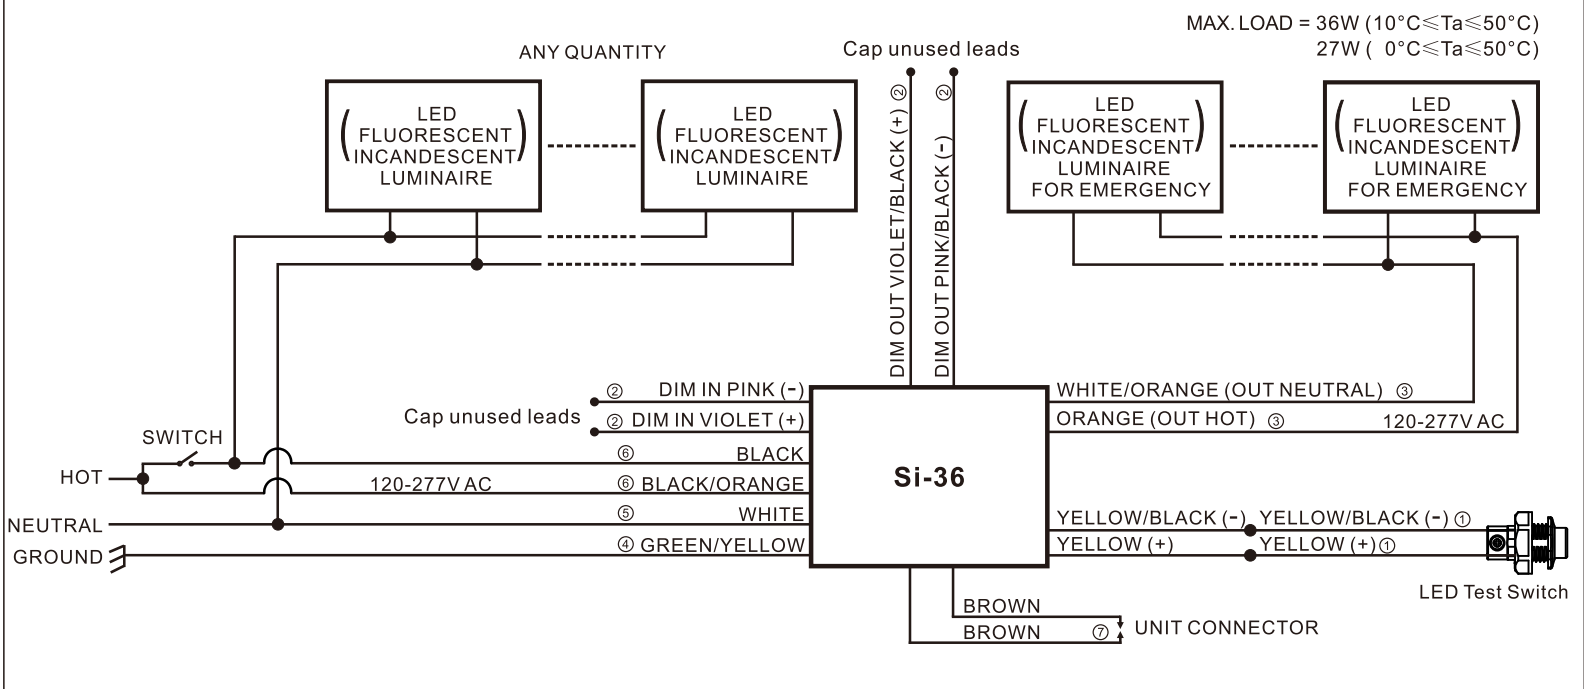 MAX. LOAD = 36W (10°C≤Ta≤50°C)
27W ( 0°C≤Ta≤50°C)
ANY QUANTITY
Cap unused leads
( LED
FLUORESCENT
INCANDESCENT )
LUMINAIRE
( LED
FLUORESCENT
INCANDESCENT )
LUMINAIRE
DIM OUT VIOLET/BLACK (+) ②
DIM OUT PINK/BLACK (-) ②
( LED
FLUORESCENT
INCANDESCENT )
LUMINAIRE
FOR EMERGENCY
( LED
FLUORESCENT
INCANDESCENT )
LUMINAIRE
FOR EMERGENCY
② DIM IN PINK (-)
Cap unused leads
② DIM IN VIOLET (+)
SWITCH
HOT
⑥ BLACK
120-277V AC
⑥ BLACK/ORANGE
NEUTRAL
⑤ WHITE
GROUND
④ GREEN/YELLOW
Si-36
WHITE/ORANGE (OUT NEUTRAL) ③
ORANGE (OUT HOT) ③
120-277V AC
YELLOW/BLACK (-)
YELLOW/BLACK (-) ①
YELLOW (+)
YELLOW (+) ①
LED Test Switch
BROWN
BROWN ⑦
UNIT CONNECTOR